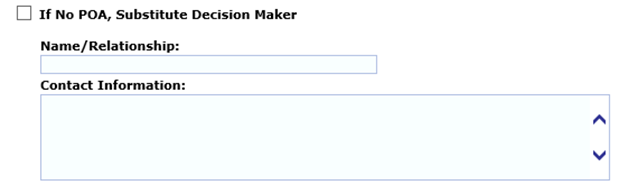 If No POA, Substitute Decision Maker
Name/Relationship:
Contact Information: